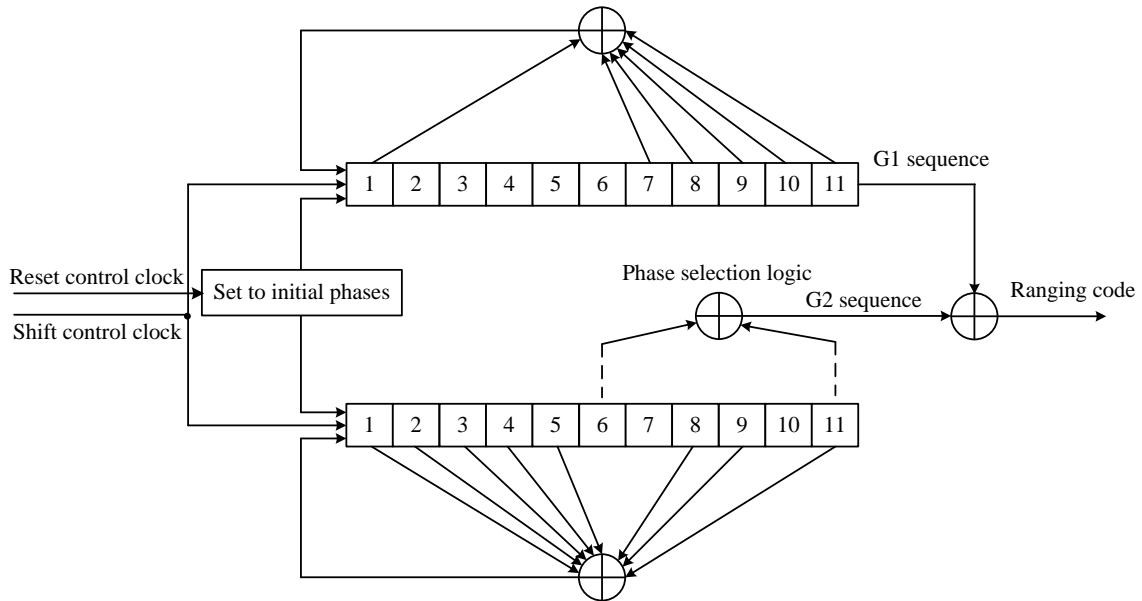 1 2 3 4 5 6 7 8 9 10 11
G1 sequence
Reset control clock
Set to initial phases
Shift control clock
Phase selection logic
G2 sequence
Ranging code
1 2 3 4 5 6 7 8 9 10 11